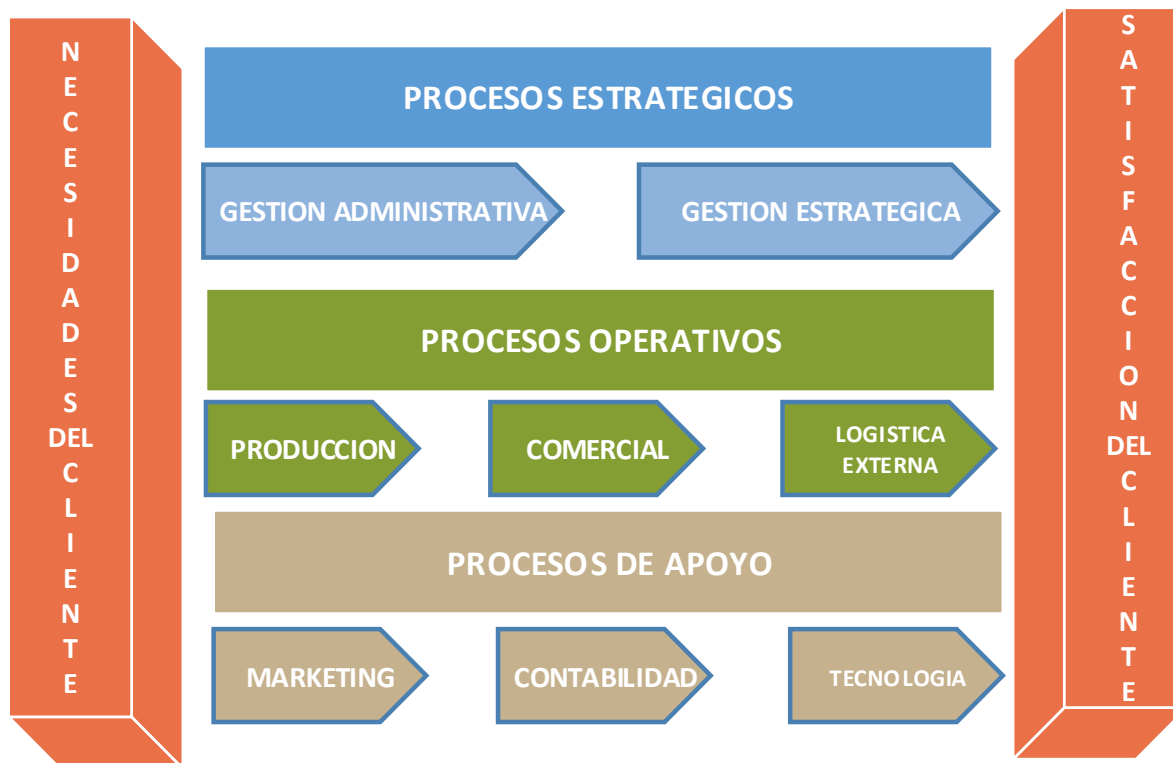 NECESIDADES DEL CLIENTE
PROCESOS ESTRATEGICOS
GESTION ADMINISTRATIVA
GESTION ESTRATEGICA
PROCESOS OPERATIVOS
PRODUCCION
COMERCIAL
LOGISTICA
EXTERNA
PROCESOS DE APOYO
MARKETING
CONTABILIDAD
TECNOLOGIA
SATISFACCION DEL CLIENTE